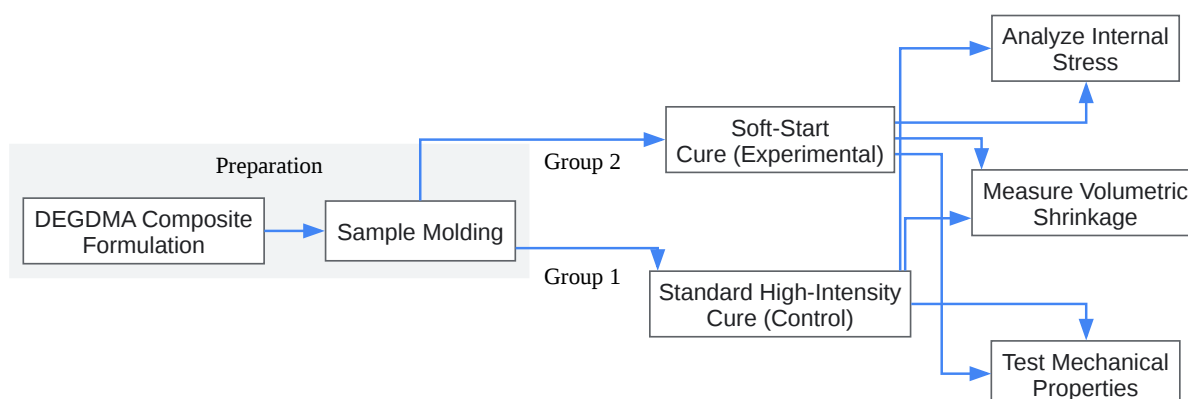 Preparation
DEGDMA Composite
Formulation
Sample Molding
Group 2
Group 1
Soft-Start
Cure (Experimental)
Standard High-Intensity
Cure (Control)
Analyze Internal
Stress
Measure Volumetric
Shrinkage
Test Mechanical
Properties